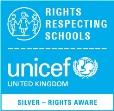 RIGHTS
RESPECTING
SCHOOLS
unicef
UNITED KINGDOM
SILVER – RIGHTS AWARE